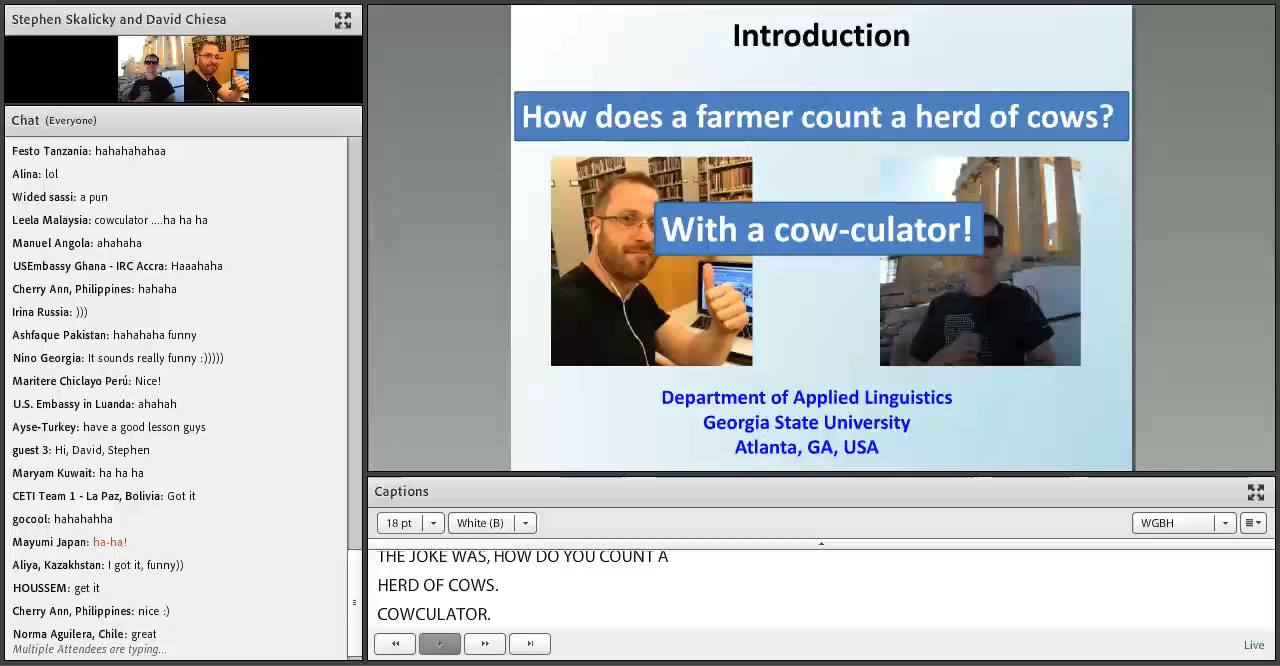 Stephen Skalicky and David Chiesa
Chat (Everyone)
Festo Tanzania: hahahahahaa
Alina: lol
Wided sassi: a pun
Leela Malaysia: cowculator ....ha ha ha
Manuel Angola: ahahaha
USEmbassy Ghana - IRC Accra: Haaahaha
Cherry Ann, Philippines: hahaha
Irina Russia: )))
Ashfaque Pakistan: hahahaha funny
Nino Georgia: It sounds really funny :)))))
Maritere Chiclayo Perú: Nice!
U.S. Embassy in Luanda: ahahah
Ayse-Turkey: have a good lesson guys
guest 3: Hi, David, Stephen
Maryam Kuwait: ha ha ha
CETI Team 1 - La Paz, Bolivia: Got it
gocool: hahahahha
Mayumi Japan: ha-ha!
Aliya, Kazakhstan: I got it, funny))
HOUSSEM: get it
Cherry Ann, Philippines: nice :)
Norma Aguilera, Chile: great
Multiple Attendees are typing...
Introduction
How does a farmer count a herd of cows?
With a cow-culator!
Department of Applied Linguistics
Georgia State University
Atlanta, GA, USA
Captions
18 pt White (B) WGBH
THE JOKE WAS, HOW DO YOU COUNT A
HERD OF COWS.
COWCULATOR.
Live